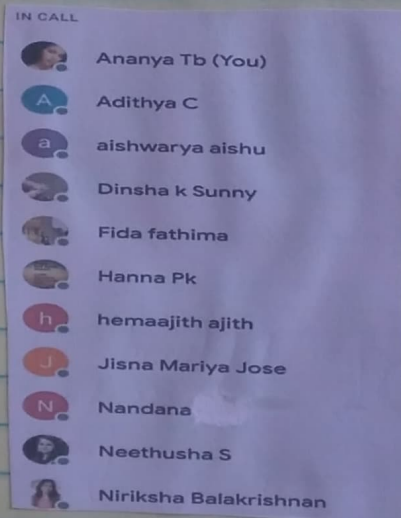 IN CALL
Ananya Tb (You)
A Adithya C
a aishwarya aishu
Dinsha k Sunny
Fida fathima
Hanna Pk
h hemaajith ajith
J Jisna Mariya Jose
N Nandana
Neethusha S
Niriksha Balakrishnan